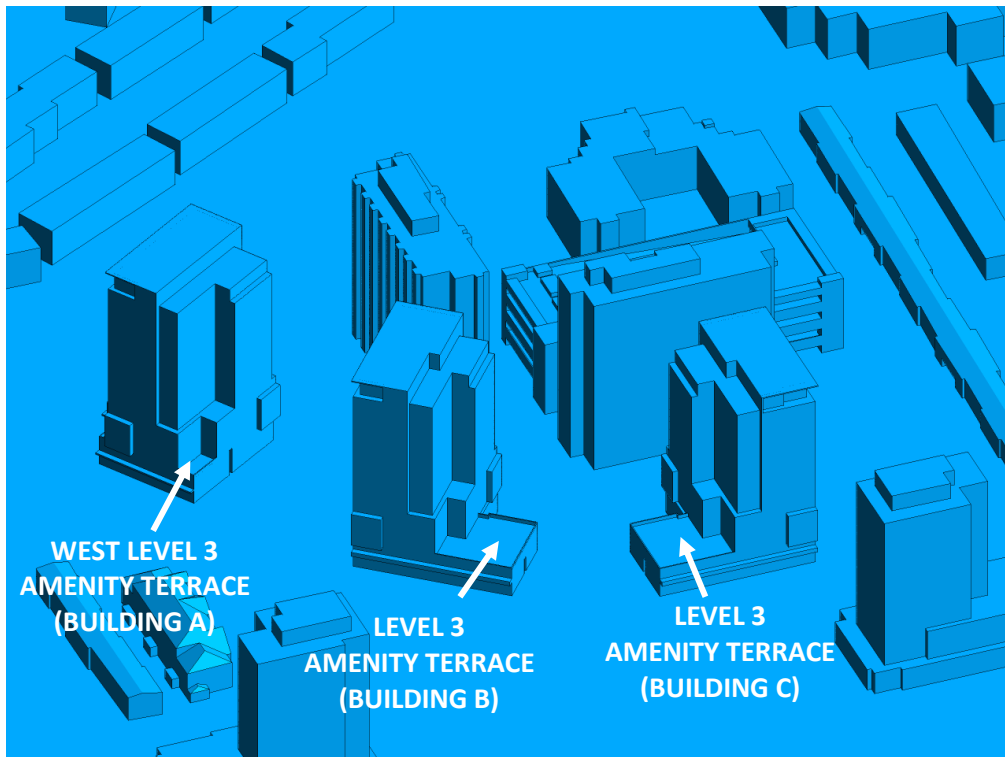 WEST LEVEL 3
AMENITY TERRACE
(BUILDING A)
LEVEL 3
AMENITY TERRACE
(BUILDING B)
LEVEL 3
AMENITY TERRACE
(BUILDING C)